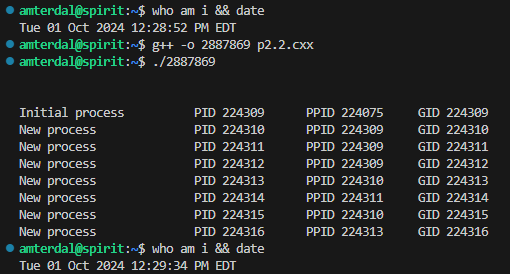 amterdal@spirit:~$ who am i && date
Tue 01 Oct 2024 12:28:52 PM EDT
amterdal@spirit:~$ g++ -o 2887869 p2.2.cxx
amterdal@spirit:~$ ./2887869
Initial process PID 224309 PPID 224075 GID 224309
New process PID 224310 PPID 224309 GID 224310
New process PID 224311 PPID 224309 GID 224311
New process PID 224312 PPID 224309 GID 224312
New process PID 224313 PPID 224310 GID 224313
New process PID 224314 PPID 224311 GID 224314
New process PID 224315 PPID 224310 GID 224315
New process PID 224316 PPID 224313 GID 224316
amterdal@spirit:~$ who am i && date
Tue 01 Oct 2024 12:29:34 PM EDT